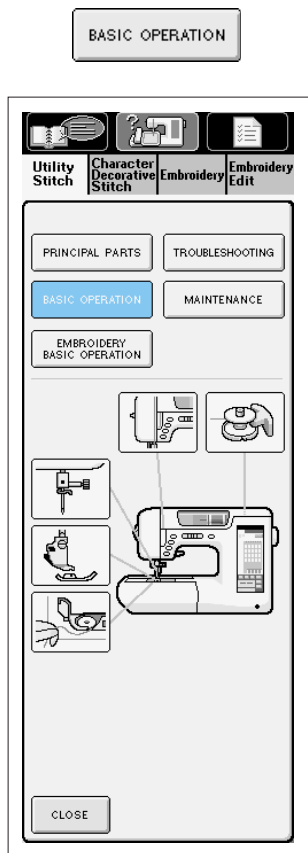 BASIC OPERATION
Utility
Stitch
Character
Decorative
Stitch
Embroidery
Embroidery
Edit
PRINCIPAL PARTS
TROUBLESHOOTING
BASIC OPERATION
MAINTENANCE
EMBROIDERY
BASIC OPERATION
CLOSE